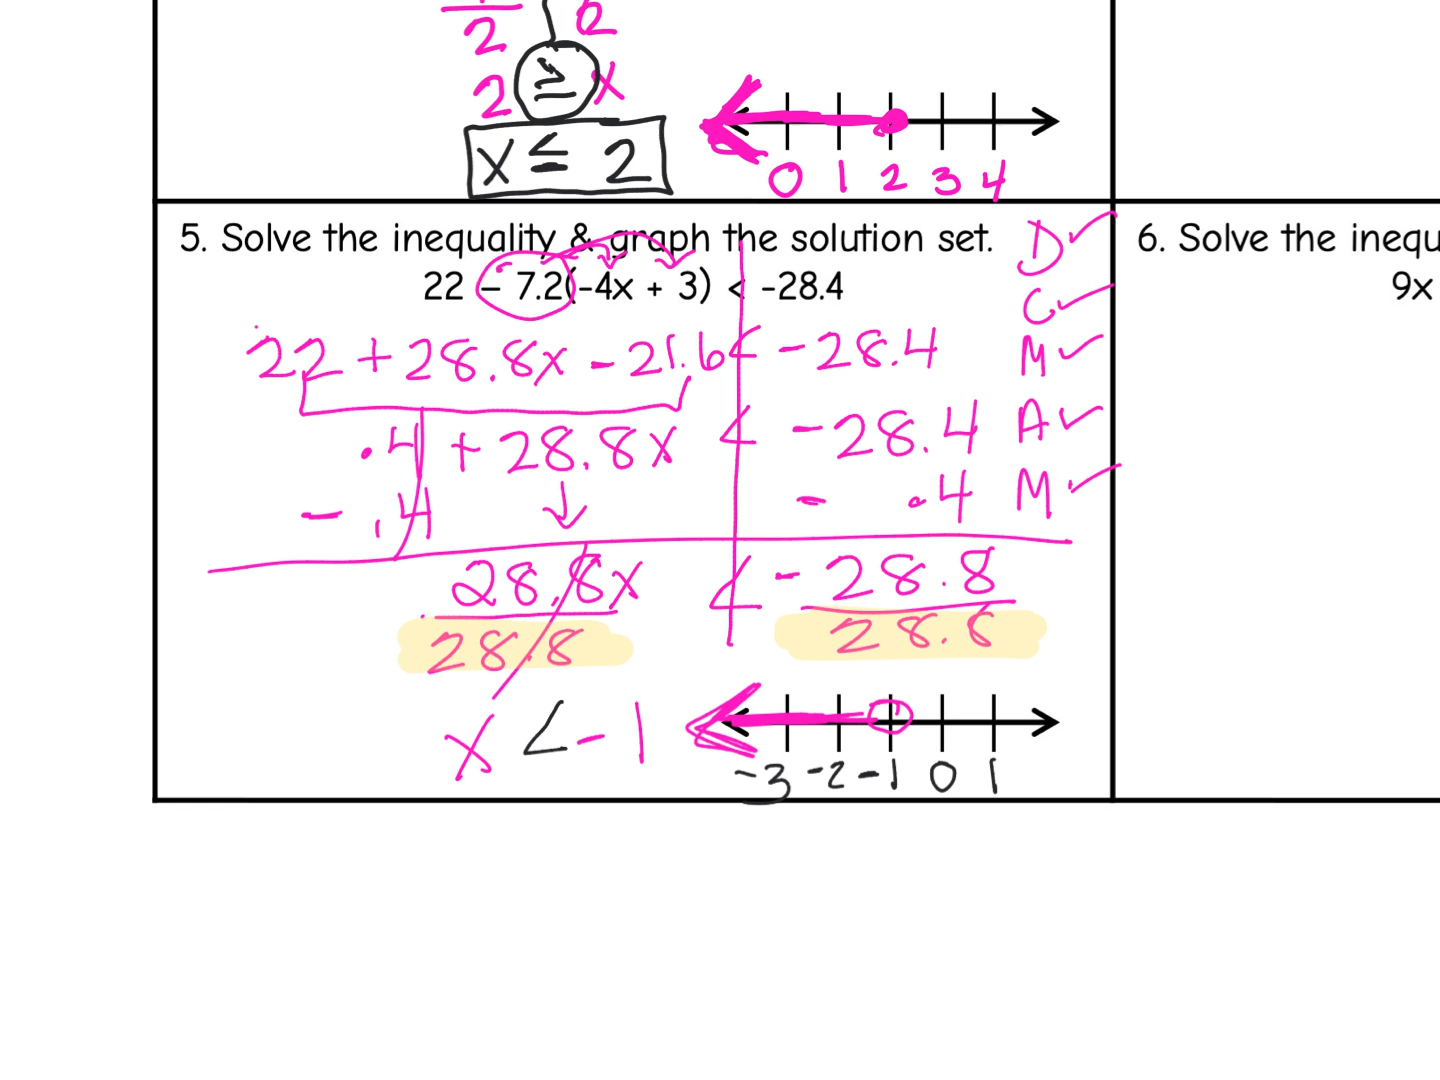 2 2
2 ≥ x
x ≤ 2
0 1 2 3 4
5. Solve the inequality & graph the solution set. D✓
22 – 7.2(-4x + 3) < -28.4 C✓
22 + 28.8x - 21.6 < -28.4 M✓
.4 + 28.8x < -28.4 A✓
- .4 ↓ - .4 M✓
28.8x < -28.8
28.8 28.8
x < -1
-3 -2 -1 0 1
6. Solve the inequ
9x